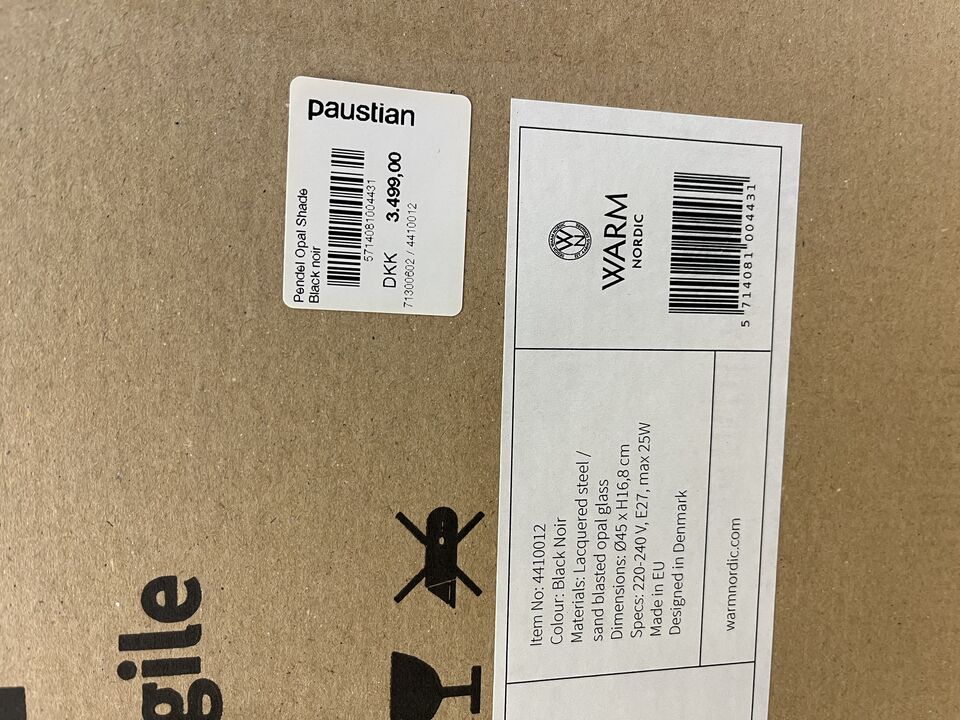 paustian
Pendel Opal Shade
Black noir
5714081004431
DKK 3.499,00
71300602 / 4410012
WN
WARM
NORDIC
5 714081 004431
Item No: 4410012
Colour: Black Noir
Materials: Lacquered steel /
sand blasted opal glass
Dimensions: Ø45 x H16,8 cm
Specs: 220-240 V, E27, max 25W
Made in EU
Designed in Denmark
warmnordic.com
gile